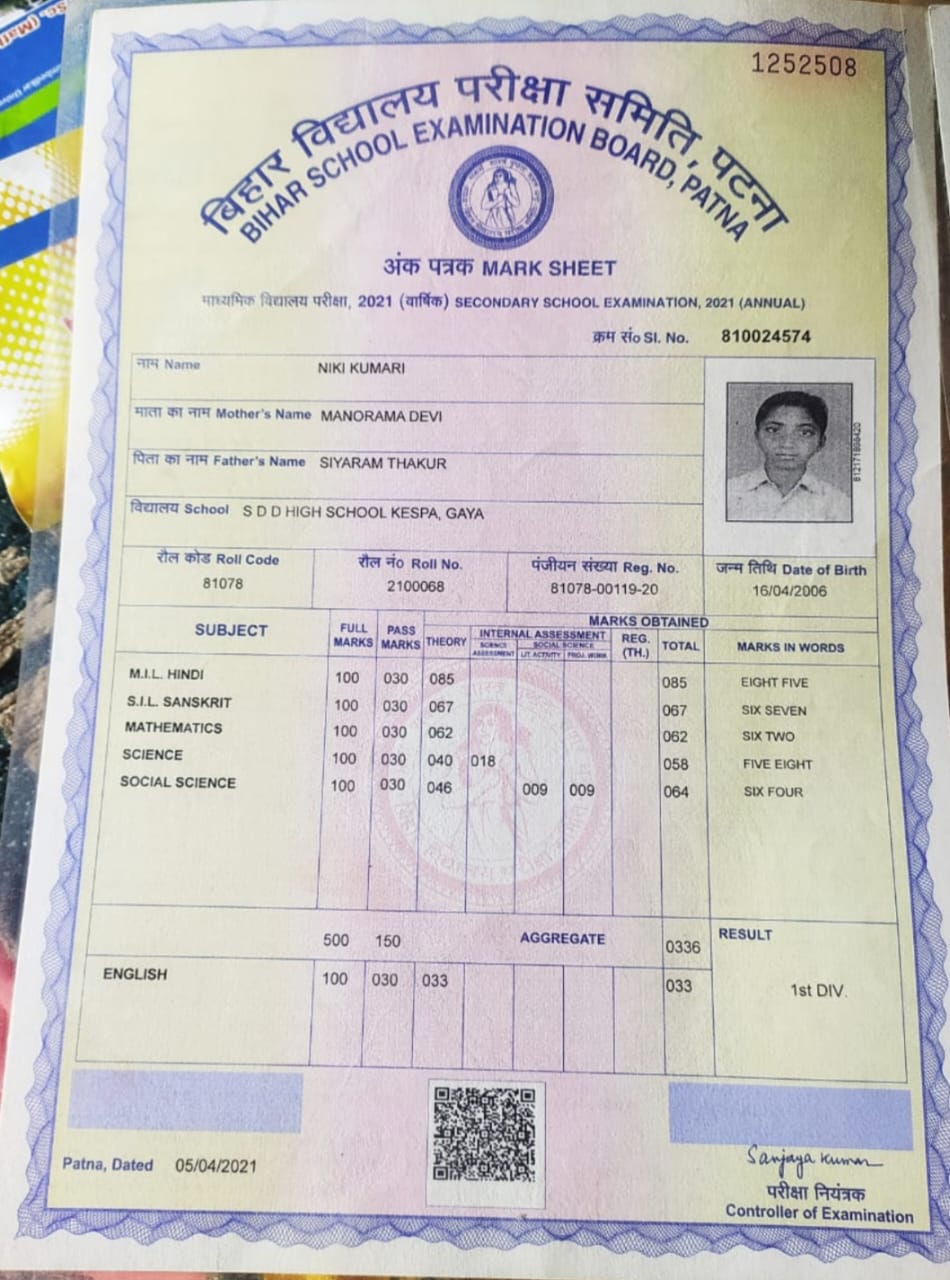 1252508
बिहार विद्यालय परीक्षा समिति, पटना
BIHAR SCHOOL EXAMINATION BOARD, PATNA
अंक पत्रक MARK SHEET
माध्यमिक विद्यालय परीक्षा, 2021 (वार्षिक) SECONDARY SCHOOL EXAMINATION, 2021 (ANNUAL)
क्रम सं० Sl. No. 810024574
नाम Name NIKI KUMARI
माता का नाम Mother's Name MANORAMA DEVI
पिता का नाम Father's Name SIYARAM THAKUR
विद्यालय School S D D HIGH SCHOOL KESPA, GAYA
रौल कोड Roll Code रौल नं० Roll No. पंजीयन संख्या Reg. No. जन्म तिथि Date of Birth
81078 2100068 81078-00119-20 16/04/2006
MARKS OBTAINED
SUBJECT FULL MARKS PASS MARKS THEORY INTERNAL ASSESSMENT REG. (TH.) TOTAL MARKS IN WORDS
SCIENCE ASSESSMENT SOCIAL SCIENCE LIT. ACTIVITY PROJ. WORK
M.I.L. HINDI 100 030 085 085 EIGHT FIVE
S.I.L. SANSKRIT 100 030 067 067 SIX SEVEN
MATHEMATICS 100 030 062 062 SIX TWO
SCIENCE 100 030 040 018 058 FIVE EIGHT
SOCIAL SCIENCE 100 030 046 009 009 064 SIX FOUR
500 150 AGGREGATE 0336 RESULT
ENGLISH 100 030 033 033 1st DIV.
Patna, Dated 05/04/2021
Sanjaya Kumar
परीक्षा नियंत्रक
Controller of Examination